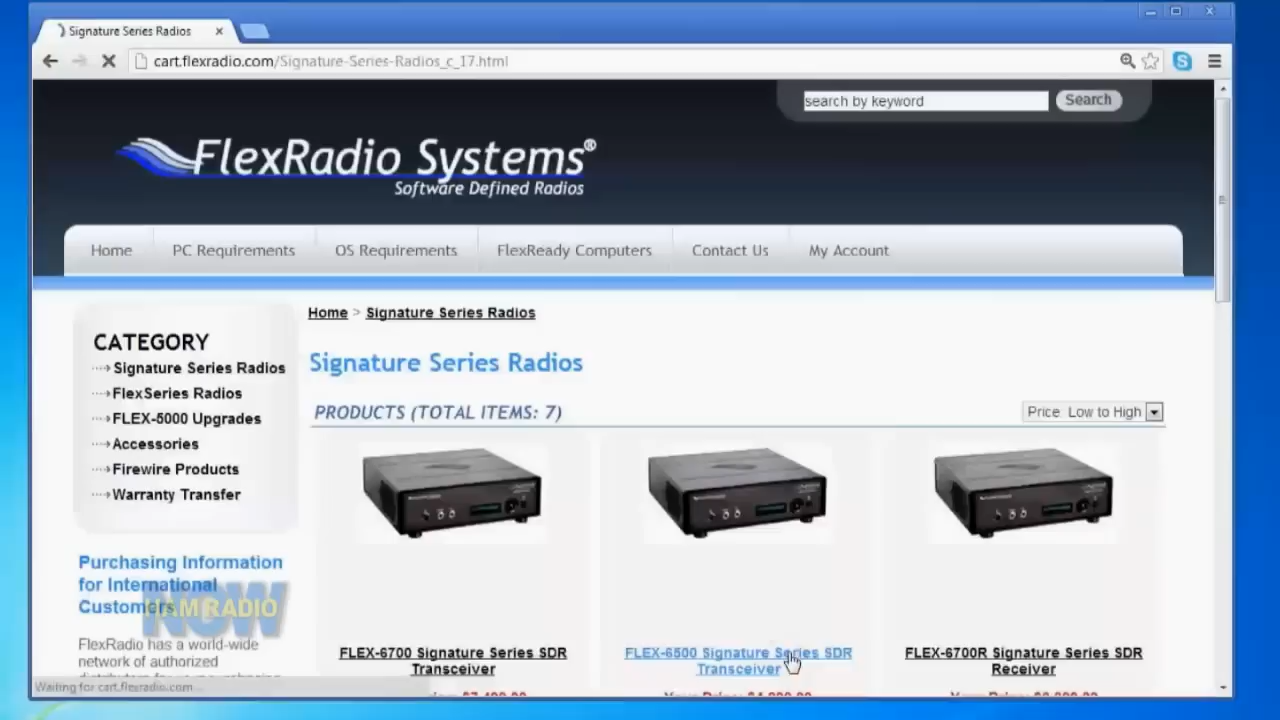 Signature Series Radios
cart.flexradio.com/Signature-Series-Radios_c_17.html
search by keyword
Search
FlexRadio Systems®
Software Defined Radios
Home
PC Requirements
OS Requirements
FlexReady Computers
Contact Us
My Account
CATEGORY
Signature Series Radios
FlexSeries Radios
FLEX-5000 Upgrades
Accessories
Firewire Products
Warranty Transfer
Purchasing Information
for International
Customers
FlexRadio has a world-wide
network of authorized
HAM RADIO
NOW
Home > Signature Series Radios
Signature Series Radios
PRODUCTS (TOTAL ITEMS: 7)
Price Low to High
FLEX-6700 Signature Series SDR
Transceiver
FLEX-6500 Signature Series SDR
Transceiver
FLEX-6700R Signature Series SDR
Receiver
Waiting for cart.flexradio.com...